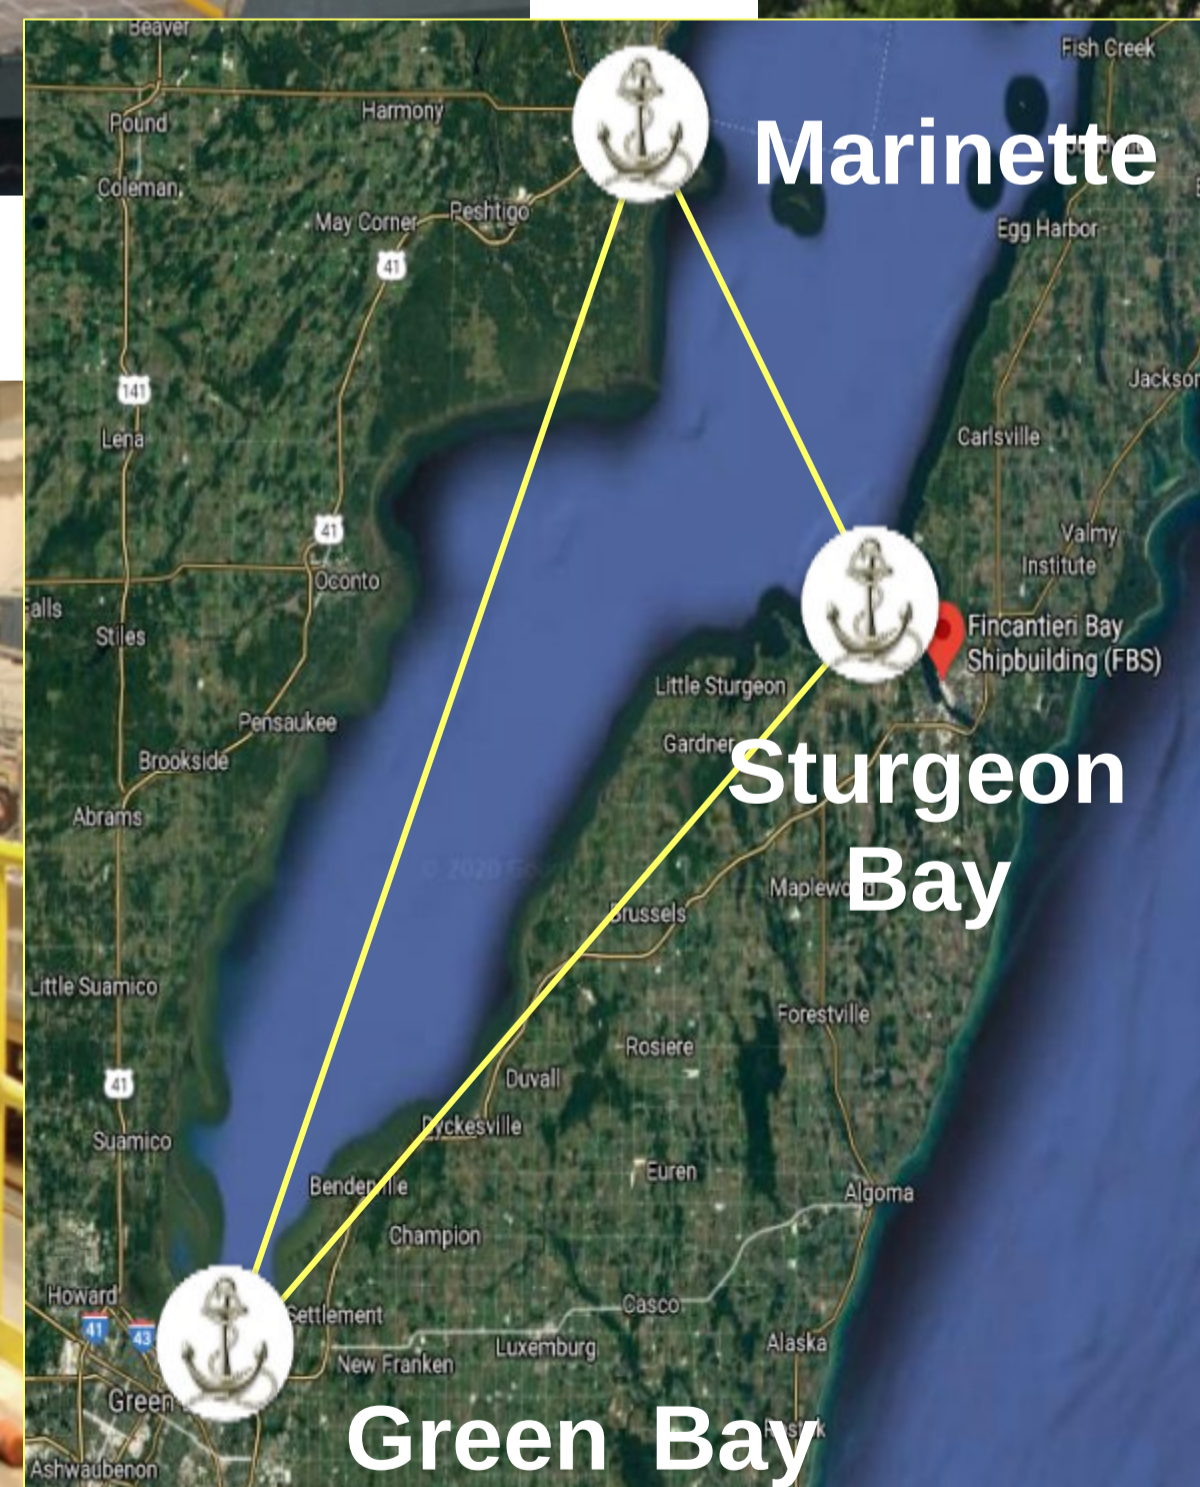 Beaver
Fish Creek
Harmony
Pound
Marinette
Coleman
May Corner
Peshtigo
Egg Harbor
41
Jackson
141
Lena
Carlsville
41
Valmy
Institute
Oconto
alls
Stiles
Fincantieri Bay
Shipbuilding (FBS)
Little Sturgeon
Pensaukee
Gardner
Brookside
Sturgeon
Bay
Abrams
© 2020
Maplewood
Brussels
Little Suamico
Forestville
Rosiere
Duvall
41
Dyckesville
Suamico
Euren
Benderville
Algoma
Champion
Howard
Settlement
Casco
41
43
Alaska
Luxemburg
New Franken
Green
Green Bay
Ashwaubenon